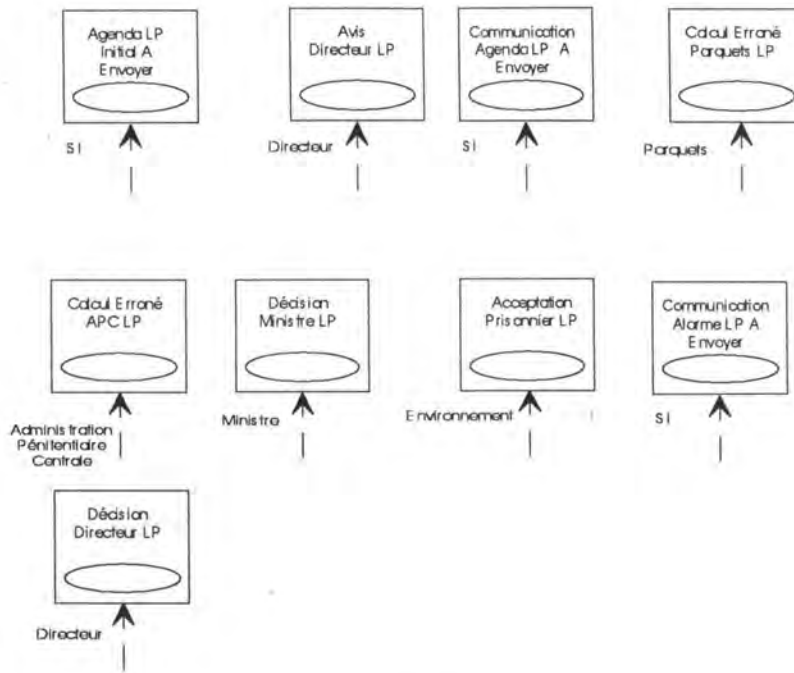 Agenda LP
Initial A
Envoyer
SI
Avis
Directeur LP
Directeur
Communication
Agenda LP A
Envoyer
SI
Calcul Errané
Parquets LP
Parquets
Calcul Errané
APC LP
Administration
Pénitentiaire
Centrale
Décision
Ministre LP
Ministre
Acceptation
Prisonnier LP
Environnement
Communication
Alarme LP A
Envoyer
SI
Décision
Directeur LP
Directeur